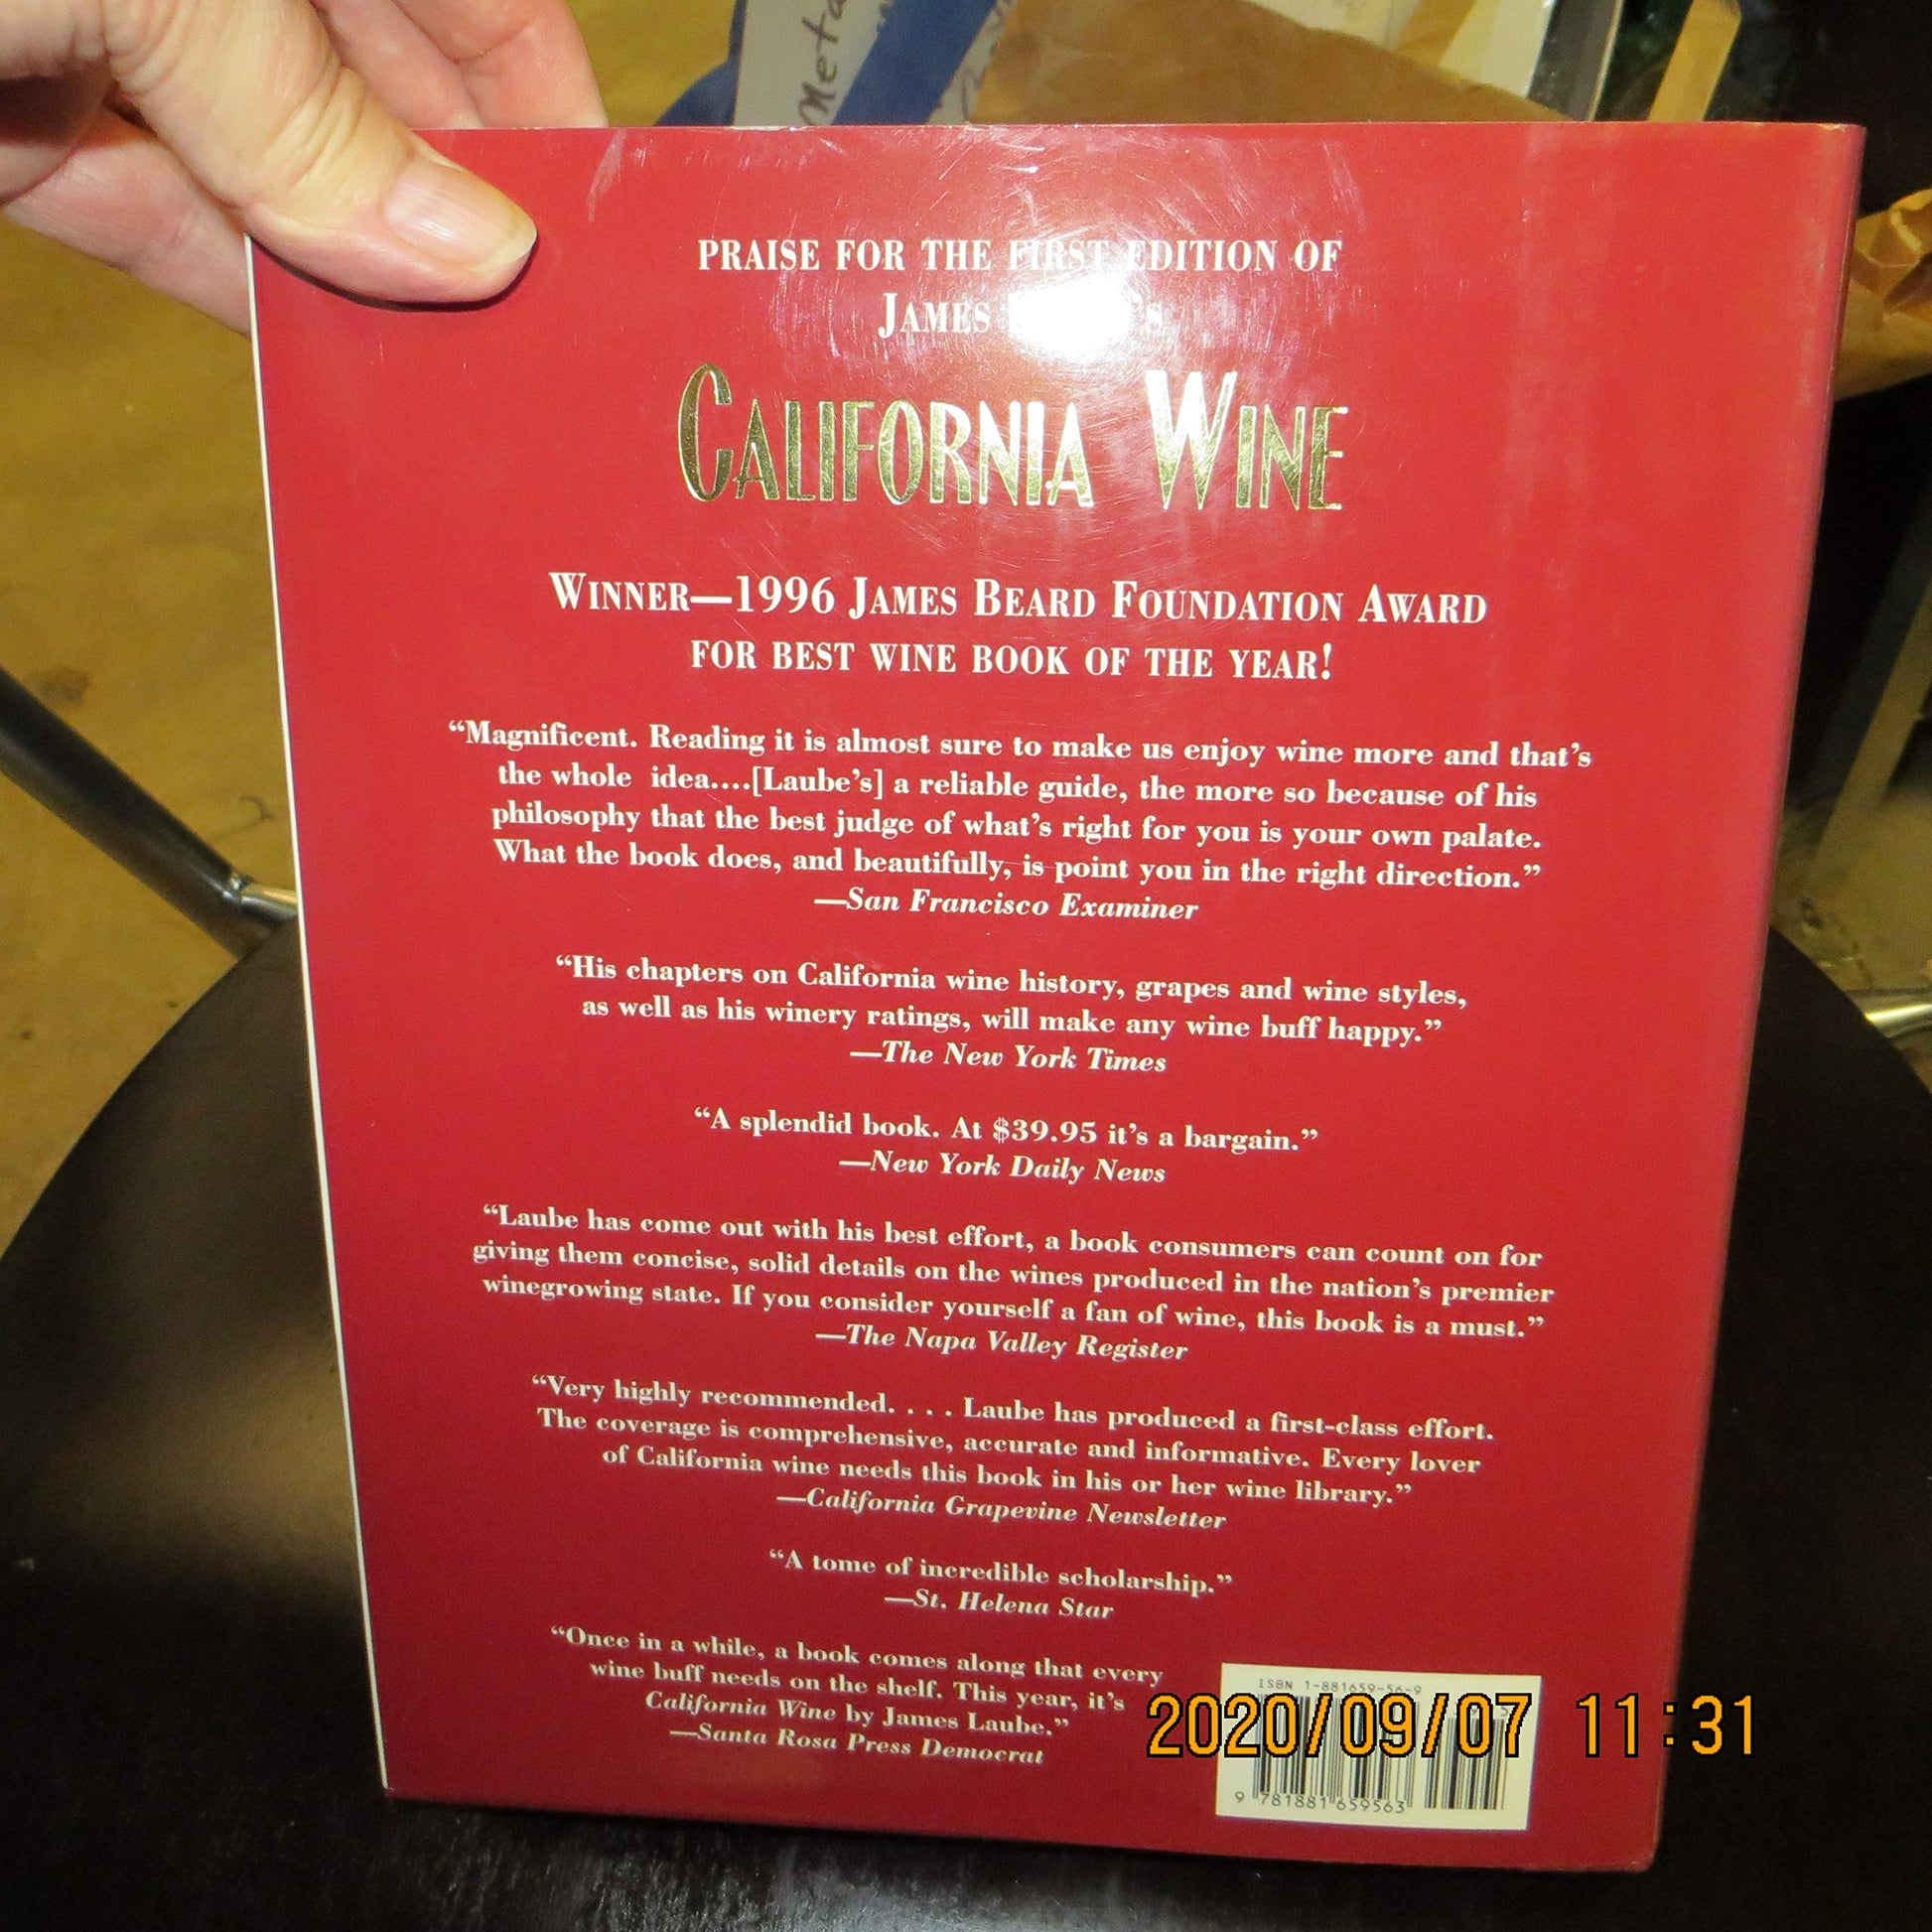 Meta
PRAISE FOR THE FIRST EDITION OF
JAMES
CALIFORNIA WINE
WINNER—1996 JAMES BEARD FOUNDATION AWARD
FOR BEST WINE BOOK OF THE YEAR!
“Magnificent. Reading it is almost sure to make us enjoy wine more and that’s
the whole idea....[Laube’s] a reliable guide, the more so because of his
philosophy that the best judge of what’s right for you is your own palate.
What the book does, and beautifully, is point you in the right direction.”
—San Francisco Examiner
“His chapters on California wine history, grapes and wine styles,
as well as his winery ratings, will make any wine buff happy.”
—The New York Times
“A splendid book. At $39.95 it’s a bargain.”
—New York Daily News
“Laube has come out with his best effort, a book consumers can count on for
giving them concise, solid details on the wines produced in the nation’s premier
winegrowing state. If you consider yourself a fan of wine, this book is a must.”
—The Napa Valley Register
“Very highly recommended. . . . Laube has produced a first-class effort.
The coverage is comprehensive, accurate and informative. Every lover
of California wine needs this book in his or her wine library.”
—California Grapevine Newsletter
“A tome of incredible scholarship.”
—St. Helena Star
“Once in a while, a book comes along that every
wine buff needs on the shelf. This year, it’s
California Wine by James Laube.”
—Santa Rosa Press Democrat
ISBN 1-881659-56-9
2020/09/07 11:31
9 781881 659563